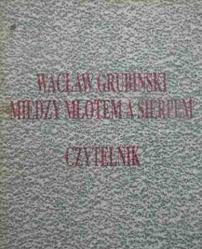 WACŁAW GRUBIŃSKI
MIĘDZY MŁOTEM A SIERPEM
CZYTELNIK